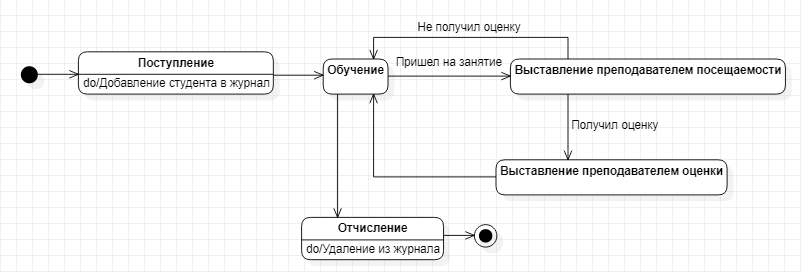 Не получил оценку
Поступление
do/Добавление студента в журнал
Обучение
Пришел на занятие
Выставление преподавателем посещаемости
Получил оценку
Выставление преподавателем оценки
Отчисление
do/Удаление из журнала